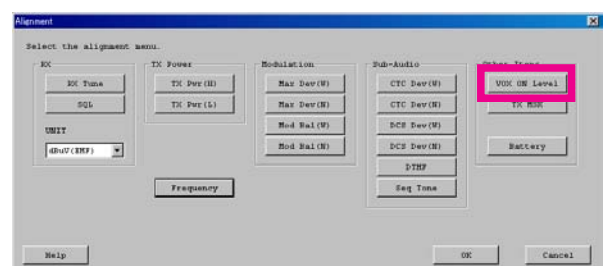 Alignment
Select the alignment menu.
RX
RX Tune
SQL
UNIT
dBuV(EMF)
TX Power
TX Pwr(H)
TX Pwr(L)
Modulation
Max Dev(W)
Max Dev(N)
Mod Bal(W)
Mod Bal(N)
Sub-Audio
CTC Dev(W)
CTC Dev(N)
DCS Dev(W)
DCS Dev(N)
DTMF
Seq Tone
Other Items
VOX ON Level
TX MSK
Battery
Frequency
Help
OK
Cancel